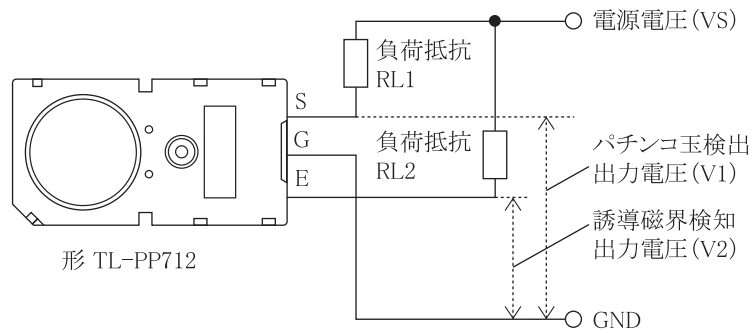 電源電圧(VS)
負荷抵抗
RL1
S
G
E
負荷抵抗
RL2
パチンコ玉検出
出力電圧(V1)
誘導磁界検知
出力電圧(V2)
形 TL-PP712
GND